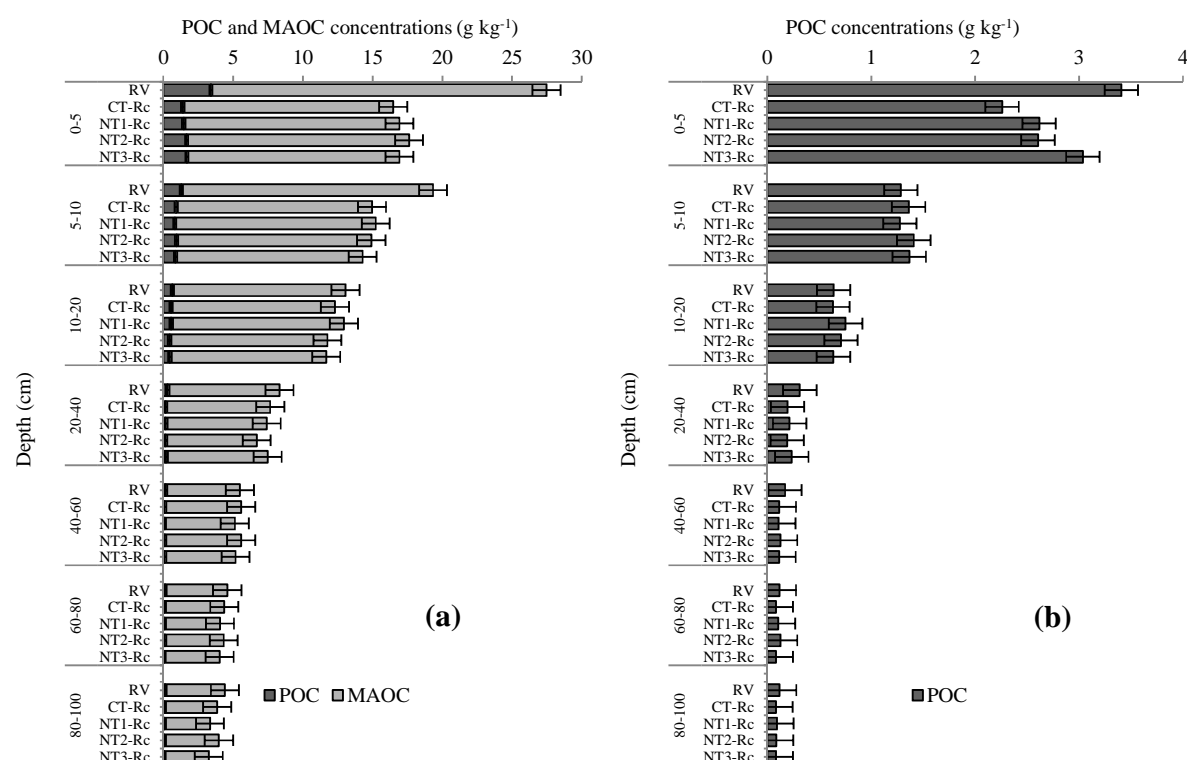 POC and MAOC concentrations (g kg-1)
0 5 10 15 20 25 30
Depth (cm)
0-5
RV
CT-Rc
NT1-Rc
NT2-Rc
NT3-Rc
5-10
RV
CT-Rc
NT1-Rc
NT2-Rc
NT3-Rc
10-20
RV
CT-Rc
NT1-Rc
NT2-Rc
NT3-Rc
20-40
RV
CT-Rc
NT1-Rc
NT2-Rc
NT3-Rc
40-60
RV
CT-Rc
NT1-Rc
NT2-Rc
NT3-Rc
60-80
RV
CT-Rc
NT1-Rc
NT2-Rc
NT3-Rc
80-100
RV
CT-Rc
NT1-Rc
NT2-Rc
NT3-Rc
(a)
POC MAOC
POC concentrations (g kg-1)
0 1 2 3 4
Depth (cm)
0-5
RV
CT-Rc
NT1-Rc
NT2-Rc
NT3-Rc
5-10
RV
CT-Rc
NT1-Rc
NT2-Rc
NT3-Rc
10-20
RV
CT-Rc
NT1-Rc
NT2-Rc
NT3-Rc
20-40
RV
CT-Rc
NT1-Rc
NT2-Rc
NT3-Rc
40-60
RV
CT-Rc
NT1-Rc
NT2-Rc
NT3-Rc
60-80
RV
CT-Rc
NT1-Rc
NT2-Rc
NT3-Rc
80-100
RV
CT-Rc
NT1-Rc
NT2-Rc
NT3-Rc
(b)
POC